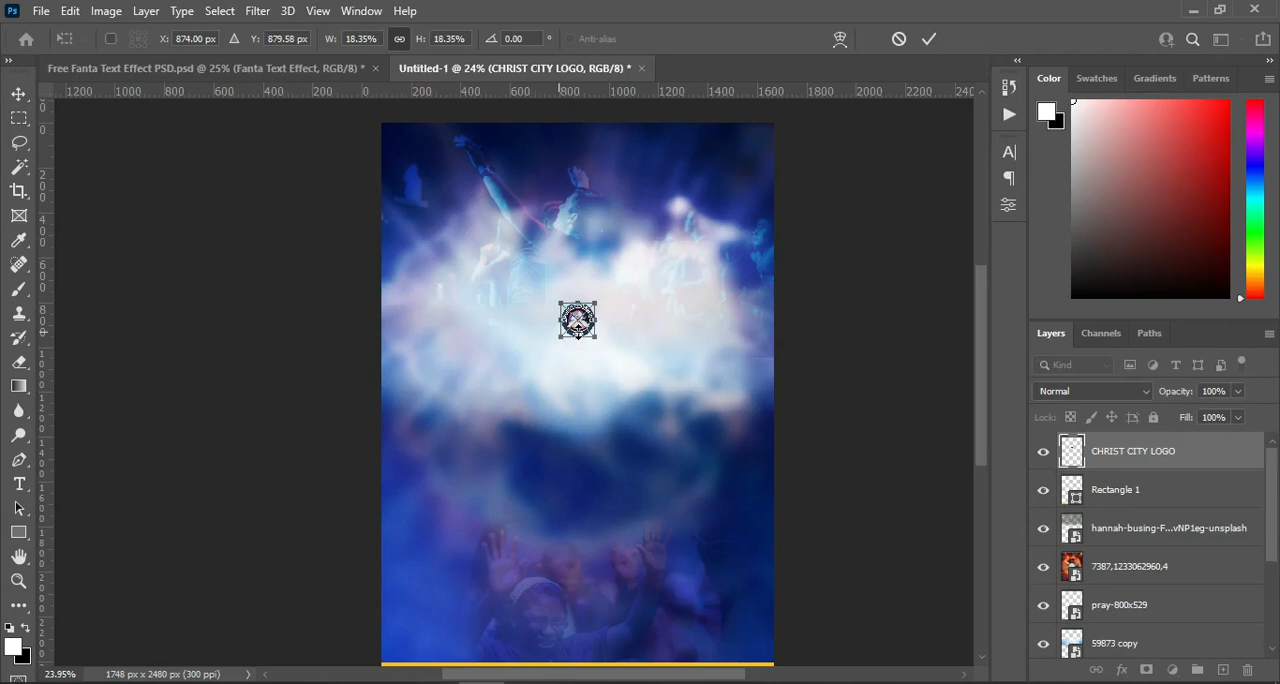 Ps File Edit Image Layer Type Select Filter 3D View Window Help
X: 874.00 px Y: 879.58 px W: 18.35% H: 18.35% 0.00 ° Anti-alias
Free Fanta Text Effect PSD.psd @ 25% (Fanta Text Effect, RGB/8) * × Untitled-1 @ 24% (CHRIST CITY LOGO, RGB/8) * ×
1200 1000 800 600 400 200 0 200 400 600 800 1000 1200 1400 1600 1800 2000 2200 240
Color Swatches Gradients Patterns
Layers Channels Paths
Kind
Normal Opacity: 100%
Lock: Fill: 100%
CHRIST CITY LOGO
Rectangle 1
hannah-busing-F...vNP1eg-unsplash
7387,1233062960,4
pray-800x529
59873 copy
23.95% 1748 px x 2480 px (300 ppi)